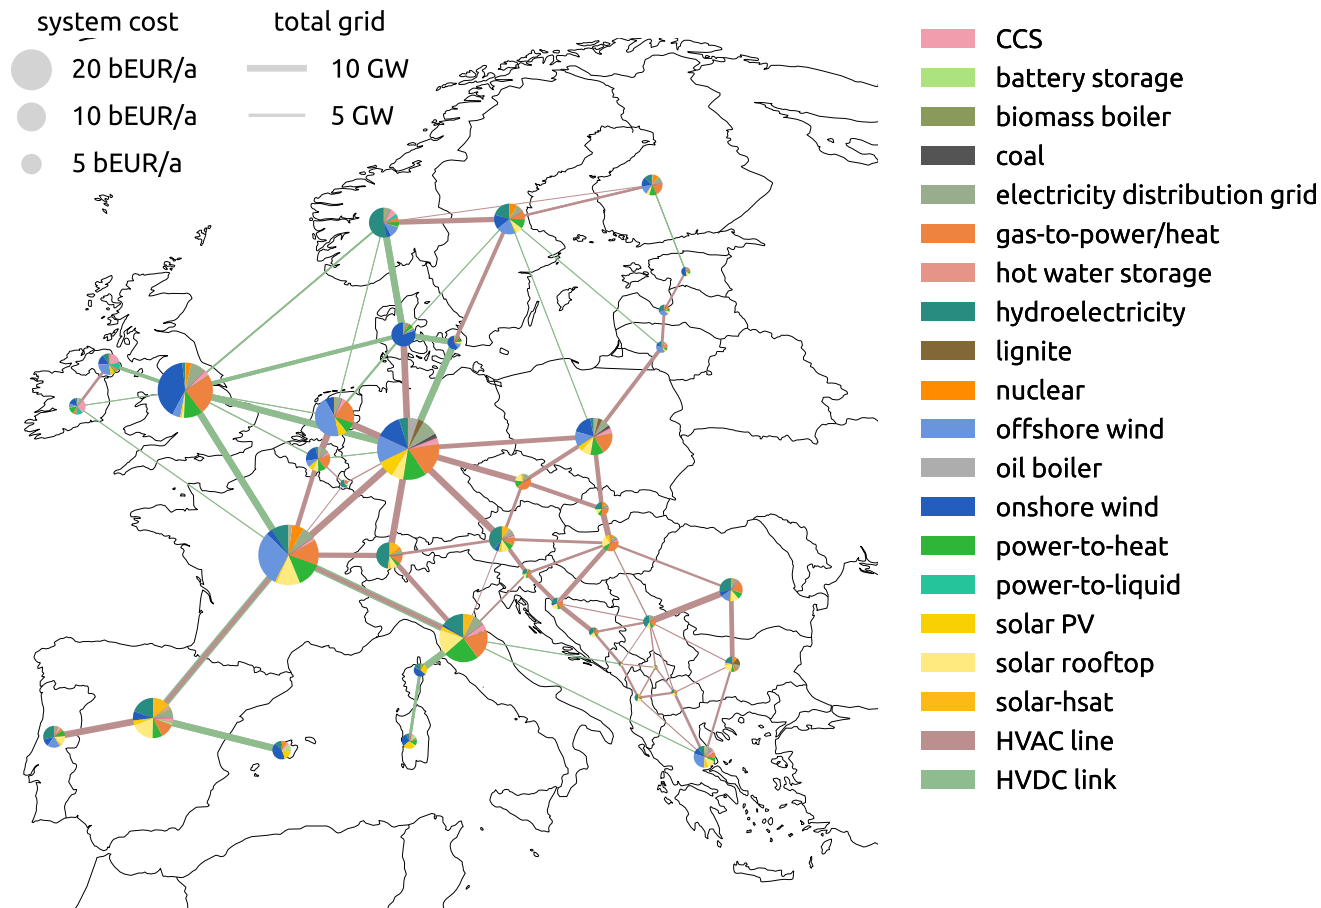 system cost
total grid
20 bEUR/a
10 GW
10 bEUR/a
5 GW
5 bEUR/a
CCS
battery storage
biomass boiler
coal
electricity distribution grid
gas-to-power/heat
hot water storage
hydroelectricity
lignite
nuclear
offshore wind
oil boiler
onshore wind
power-to-heat
power-to-liquid
solar PV
solar rooftop
solar-hsat
HVAC line
HVDC link